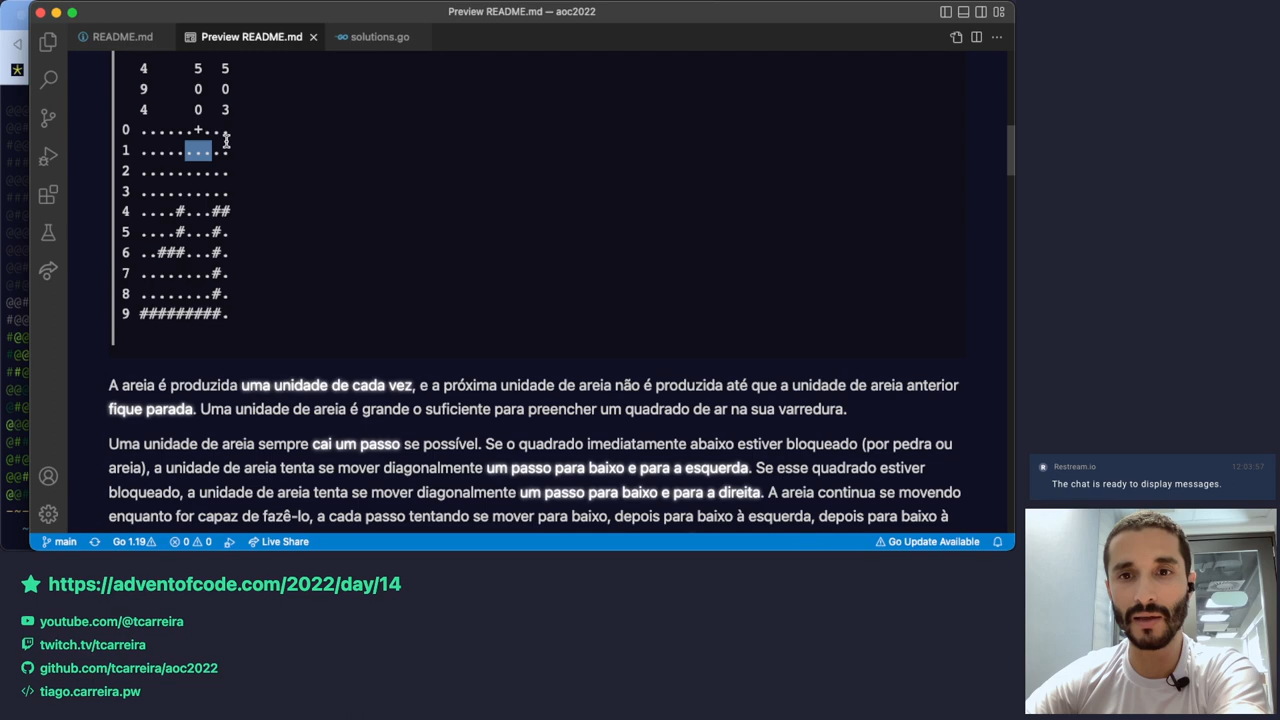 Preview README.md — aoc2022
README.md
Preview README.md
solutions.go
4 5 5
9 0 0
4 0 3
0 ......+...
1 ..........
2 ..........
3 ..........
4 ....#...##
5 ....#...#.
6 ..###...#.
7 ........#.
8 ........#.
9 #########.
A areia é produzida uma unidade de cada vez, e a próxima unidade de areia não é produzida até que a unidade de areia anterior
fique parada. Uma unidade de areia é grande o suficiente para preencher um quadrado de ar na sua varredura.
Uma unidade de areia sempre cai um passo se possível. Se o quadrado imediatamente abaixo estiver bloqueado (por pedra ou
areia), a unidade de areia tenta se mover diagonalmente um passo para baixo e para a esquerda. Se esse quadrado estiver
bloqueado, a unidade de areia tenta se mover diagonalmente um passo para baixo e para a direita. A areia continua se movendo
enquanto for capaz de fazê-lo, a cada passo tentando se mover para baixo, depois para baixo à esquerda, depois para baixo à
main
Go 1.19
0
0
Live Share
Go Update Available
Restream.io
12:03:57
The chat is ready to display messages.
https://adventofcode.com/2022/day/14
youtube.com/@tcarreira
twitch.tv/tcarreira
github.com/tcarreira/aoc2022
tiago.carreira.pw